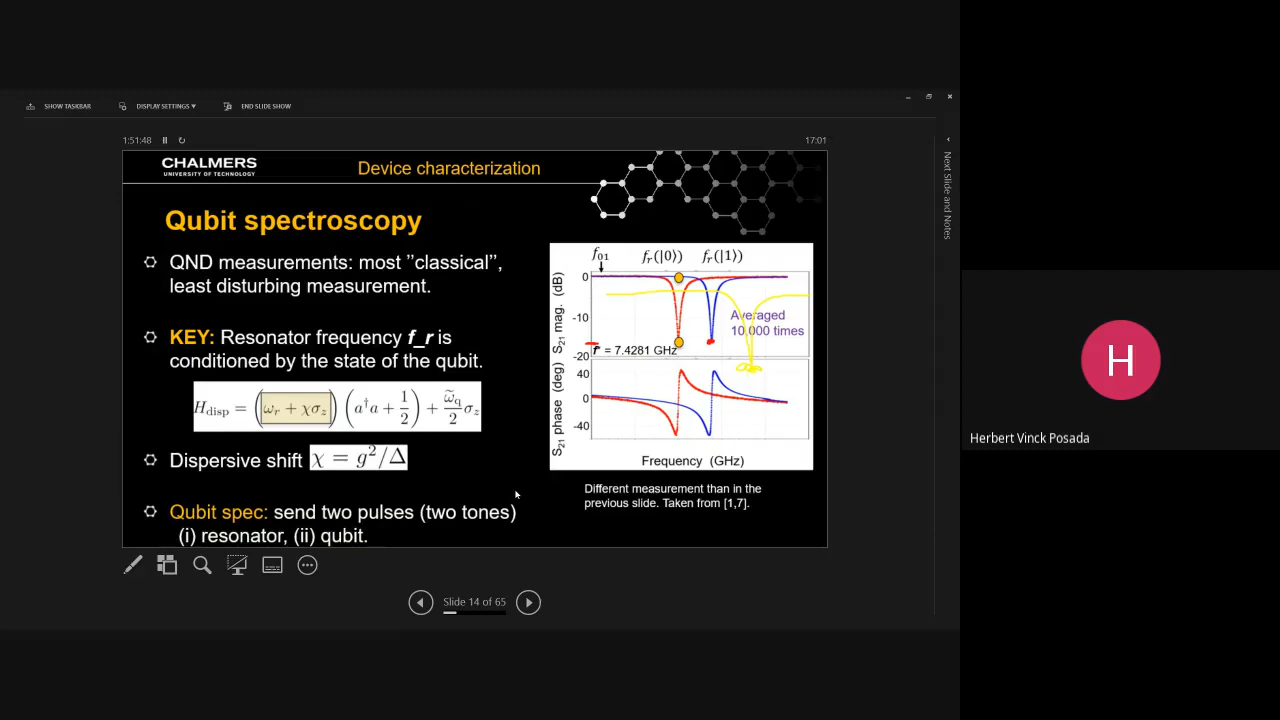 SHOW TASKBAR
DISPLAY SETTINGS ▾
END SLIDE SHOW
1:51:48
17:01
Next Slide and Notes
CHALMERS
UNIVERSITY OF TECHNOLOGY
Device characterization
Qubit spectroscopy
QND measurements: most "classical",
least disturbing measurement.
KEY: Resonator frequency f_r is
conditioned by the state of the qubit.
H_disp = (ω_r + χσ_z) (a†a + 1/2) + ω̃_q/2 σ_z
Dispersive shift χ = g²/Δ
Qubit spec: send two pulses (two tones)
(i) resonator, (ii) qubit.
f₀₁ f_r(|0⟩) f_r(|1⟩)
S₂₁ mag. (dB)
0
-10
-20
Averaged
10,000 times
f' = 7.4281 GHz
S₂₁ phase (deg)
40
0
-40
Frequency (GHz)
Different measurement than in the
previous slide. Taken from [1,7].
Slide 14 of 65
H
Herbert Vinck Posada